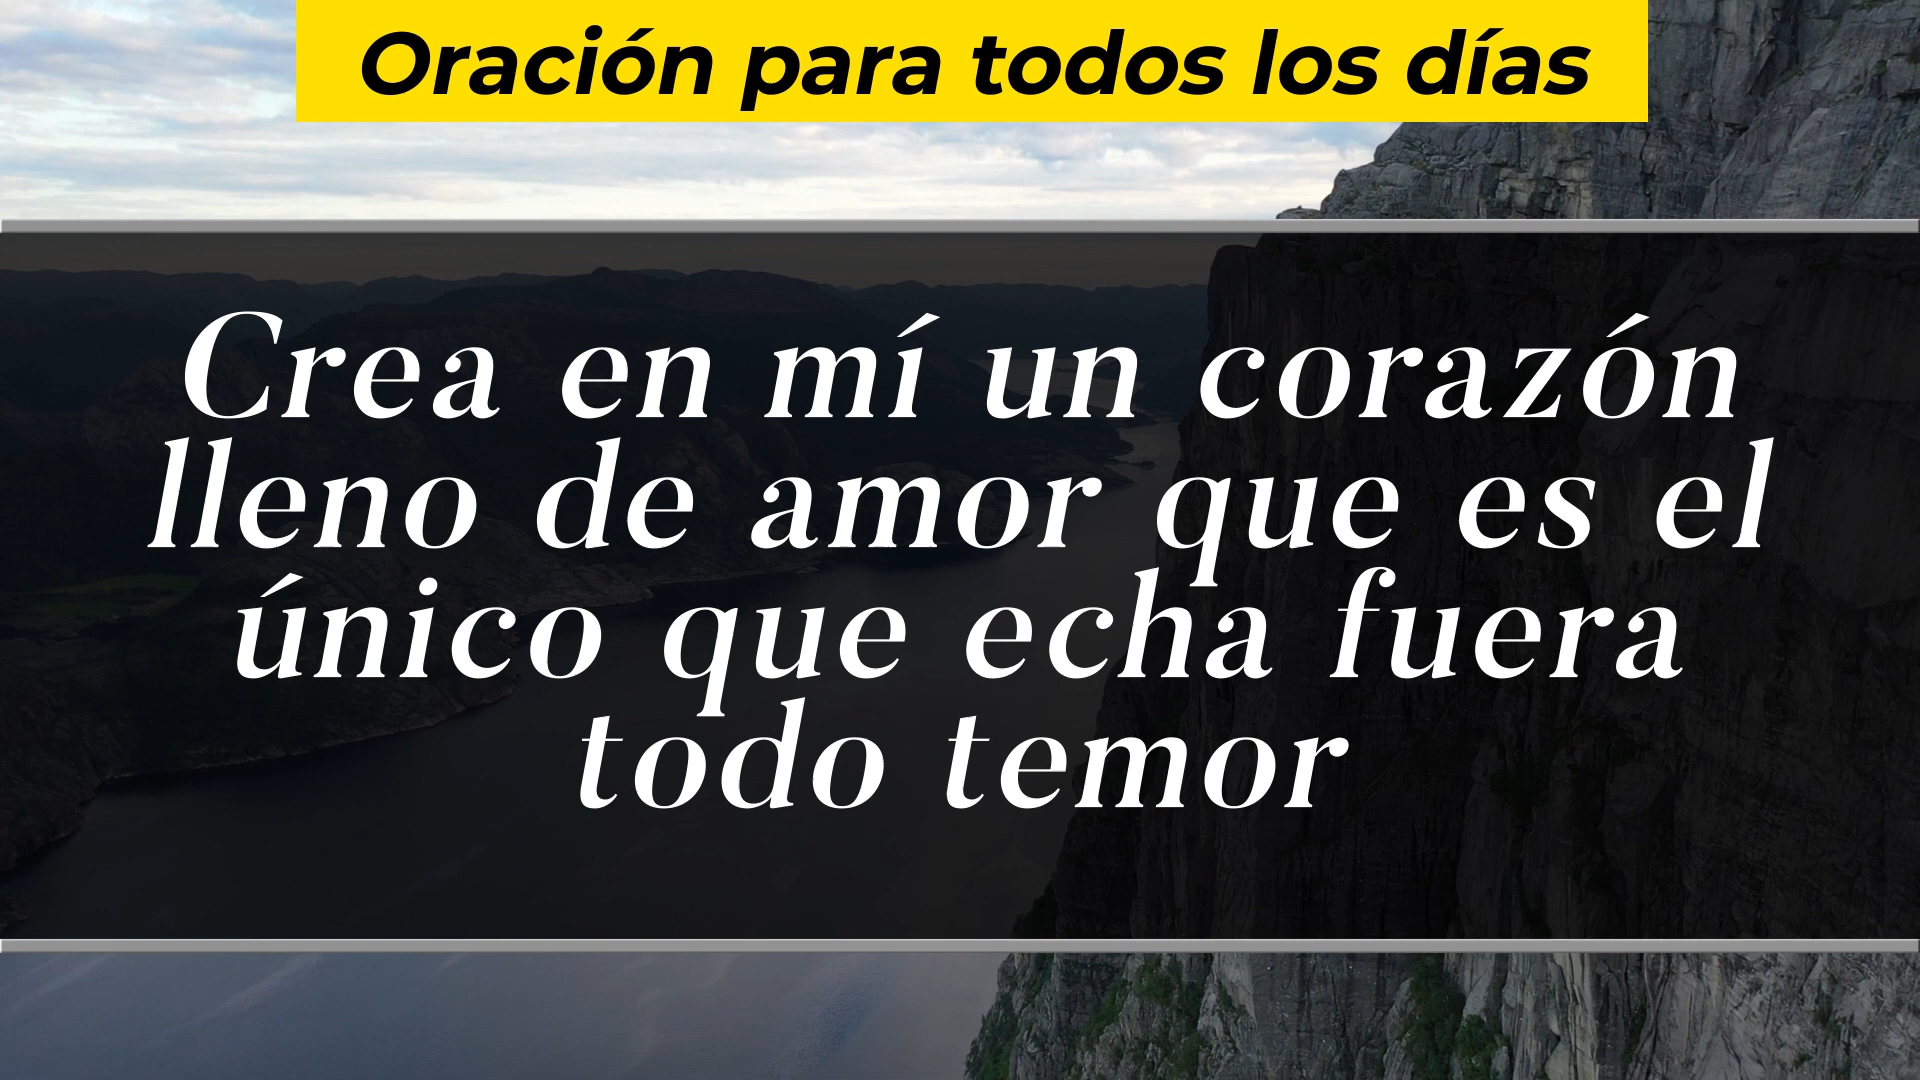 Oración para todos los días
Crea en mí un corazón
lleno de amor que es el
único que echa fuera
todo temor